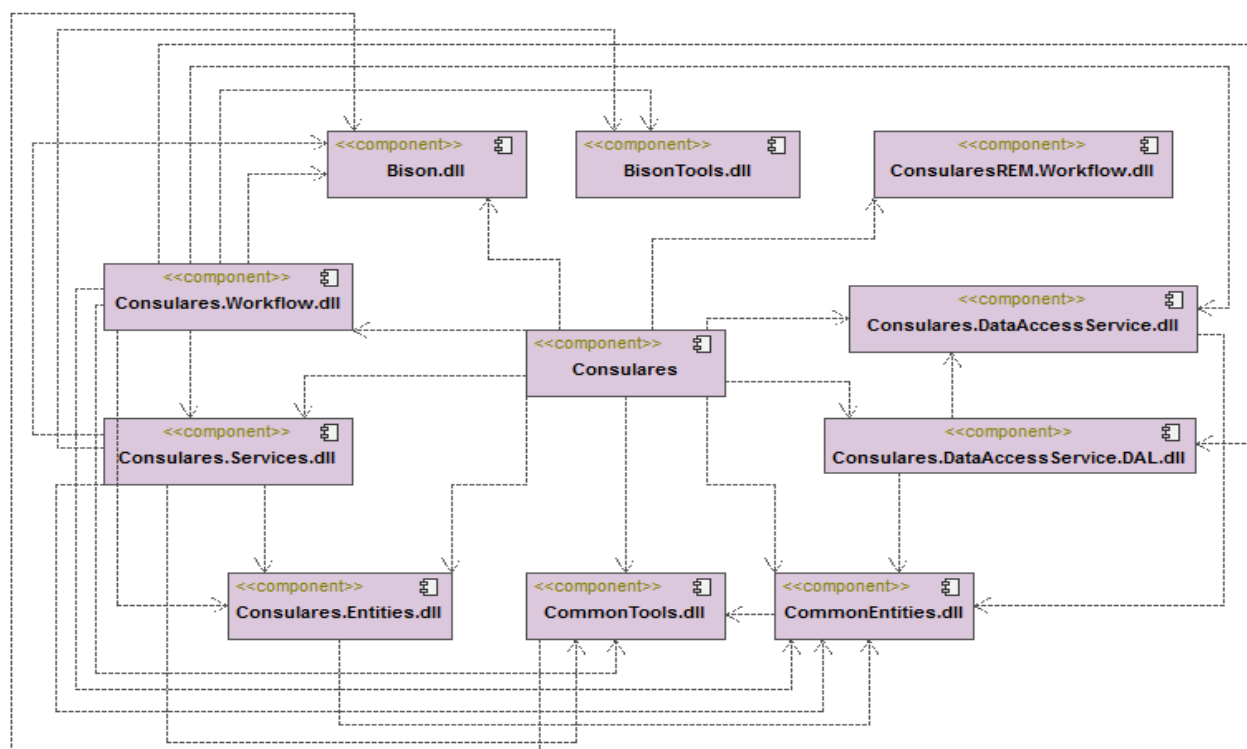 <<component>>
Bison.dll
<<component>>
BisonTools.dll
<<component>>
ConsularesREM.Workflow.dll
<<component>>
Consulares.Workflow.dll
<<component>>
Consulares.DataAccessService.dll
<<component>>
Consulares
<<component>>
Consulares.Services.dll
<<component>>
Consulares.DataAccessService.DAL.dll
<<component>>
Consulares.Entities.dll
<<component>>
CommonTools.dll
<<component>>
CommonEntities.dll